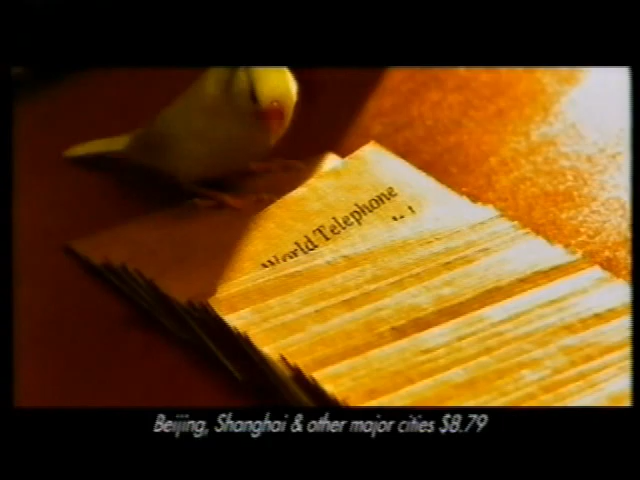 World Telephone
Beijing, Shanghai & other major cities $8.79